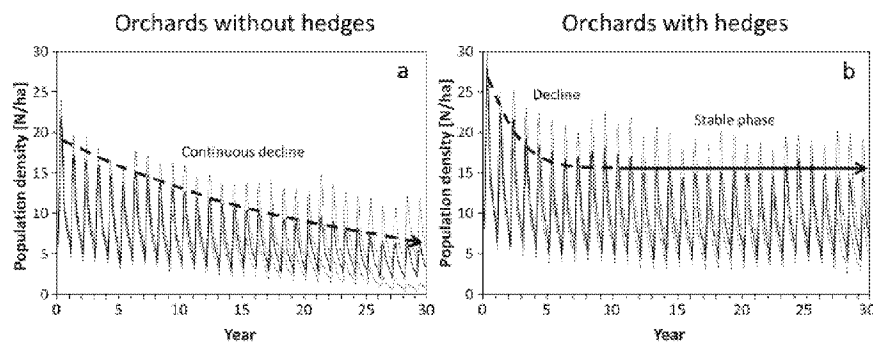 Orchards without hedges
Orchards with hedges
a
Population density [N/ha]
30
25
20
15
10
5
0
Continuous decline
0 5 10 15 20 25 30
Year
b
Population density [N/ha]
30
25
20
15
10
5
0
Decline
Stable phase
0 5 10 15 20 25 30
Year